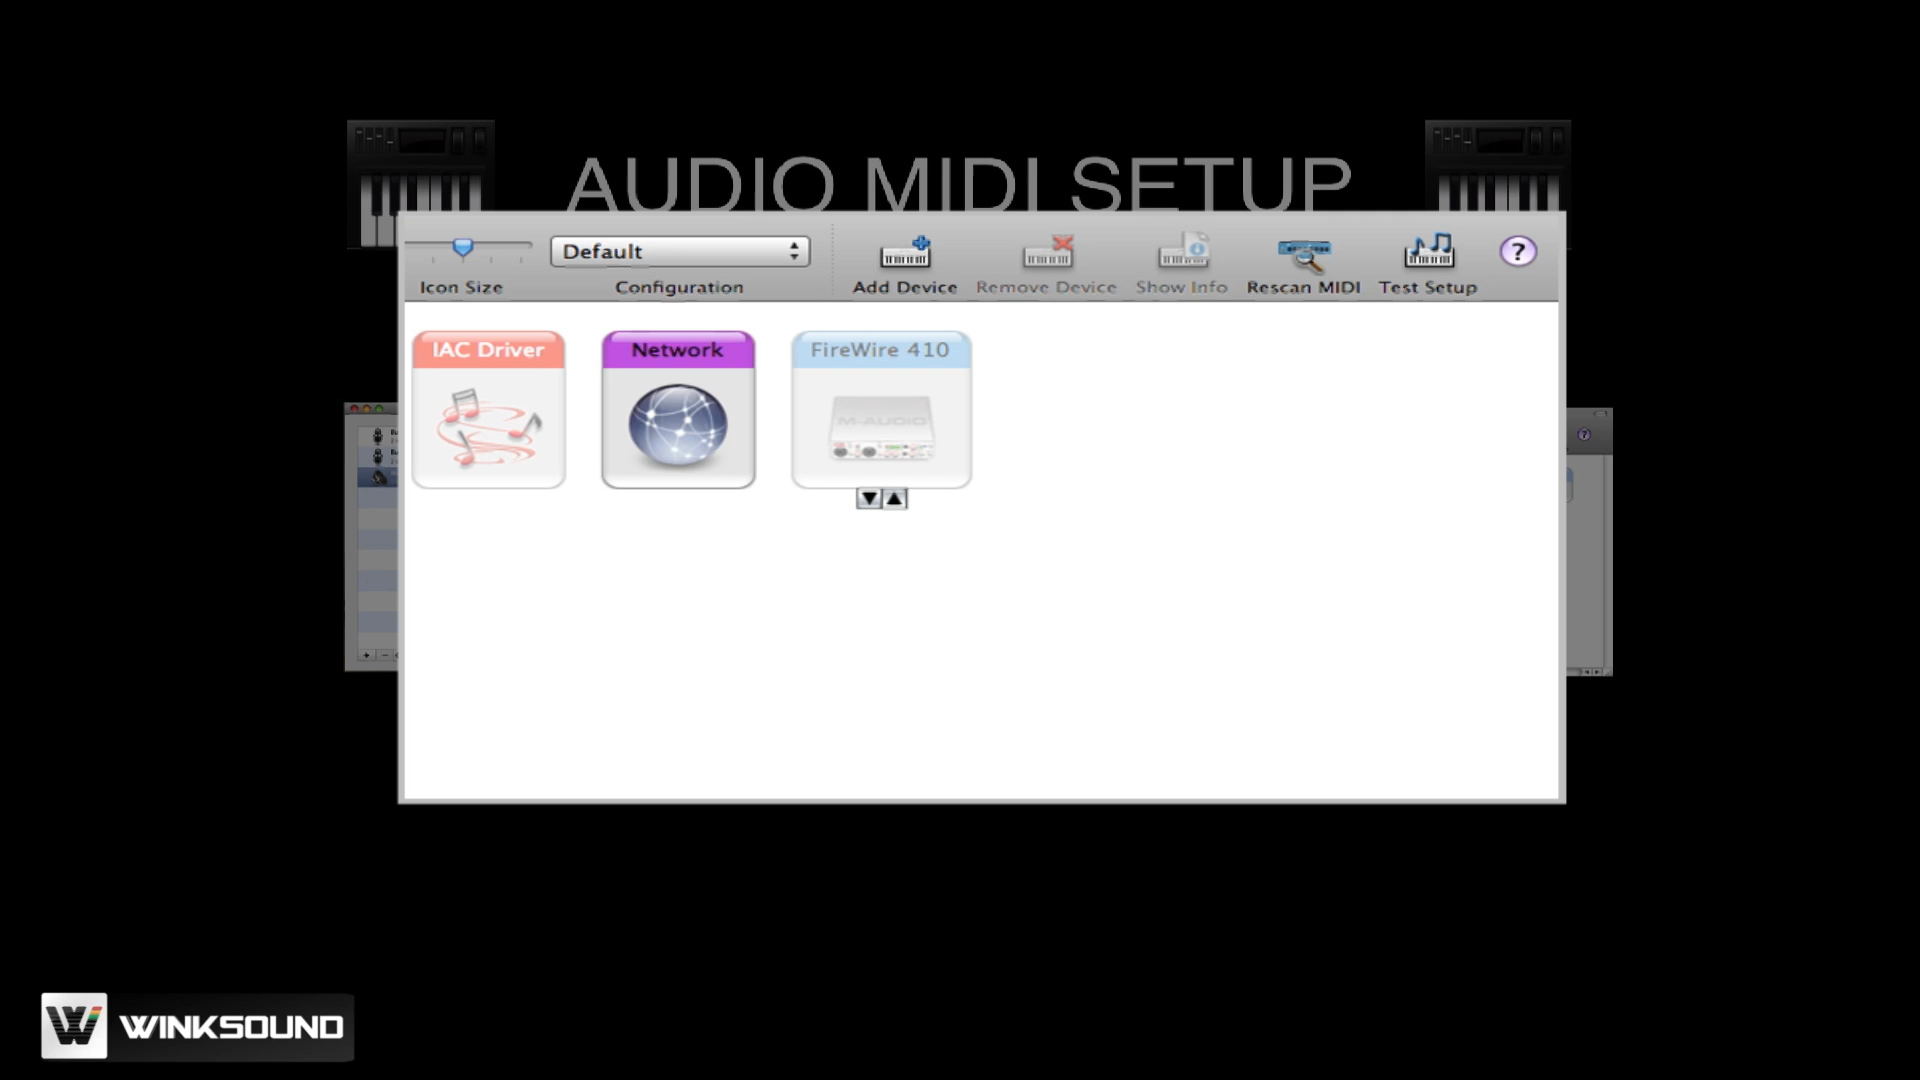 AUDIO MIDI SETUP
Default
Icon Size
Configuration
Add Device
Remove Device
Show Info
Rescan MIDI
Test Setup
?
IAC Driver
Network
FireWire 410
M-AUDIO
W WINKSOUND